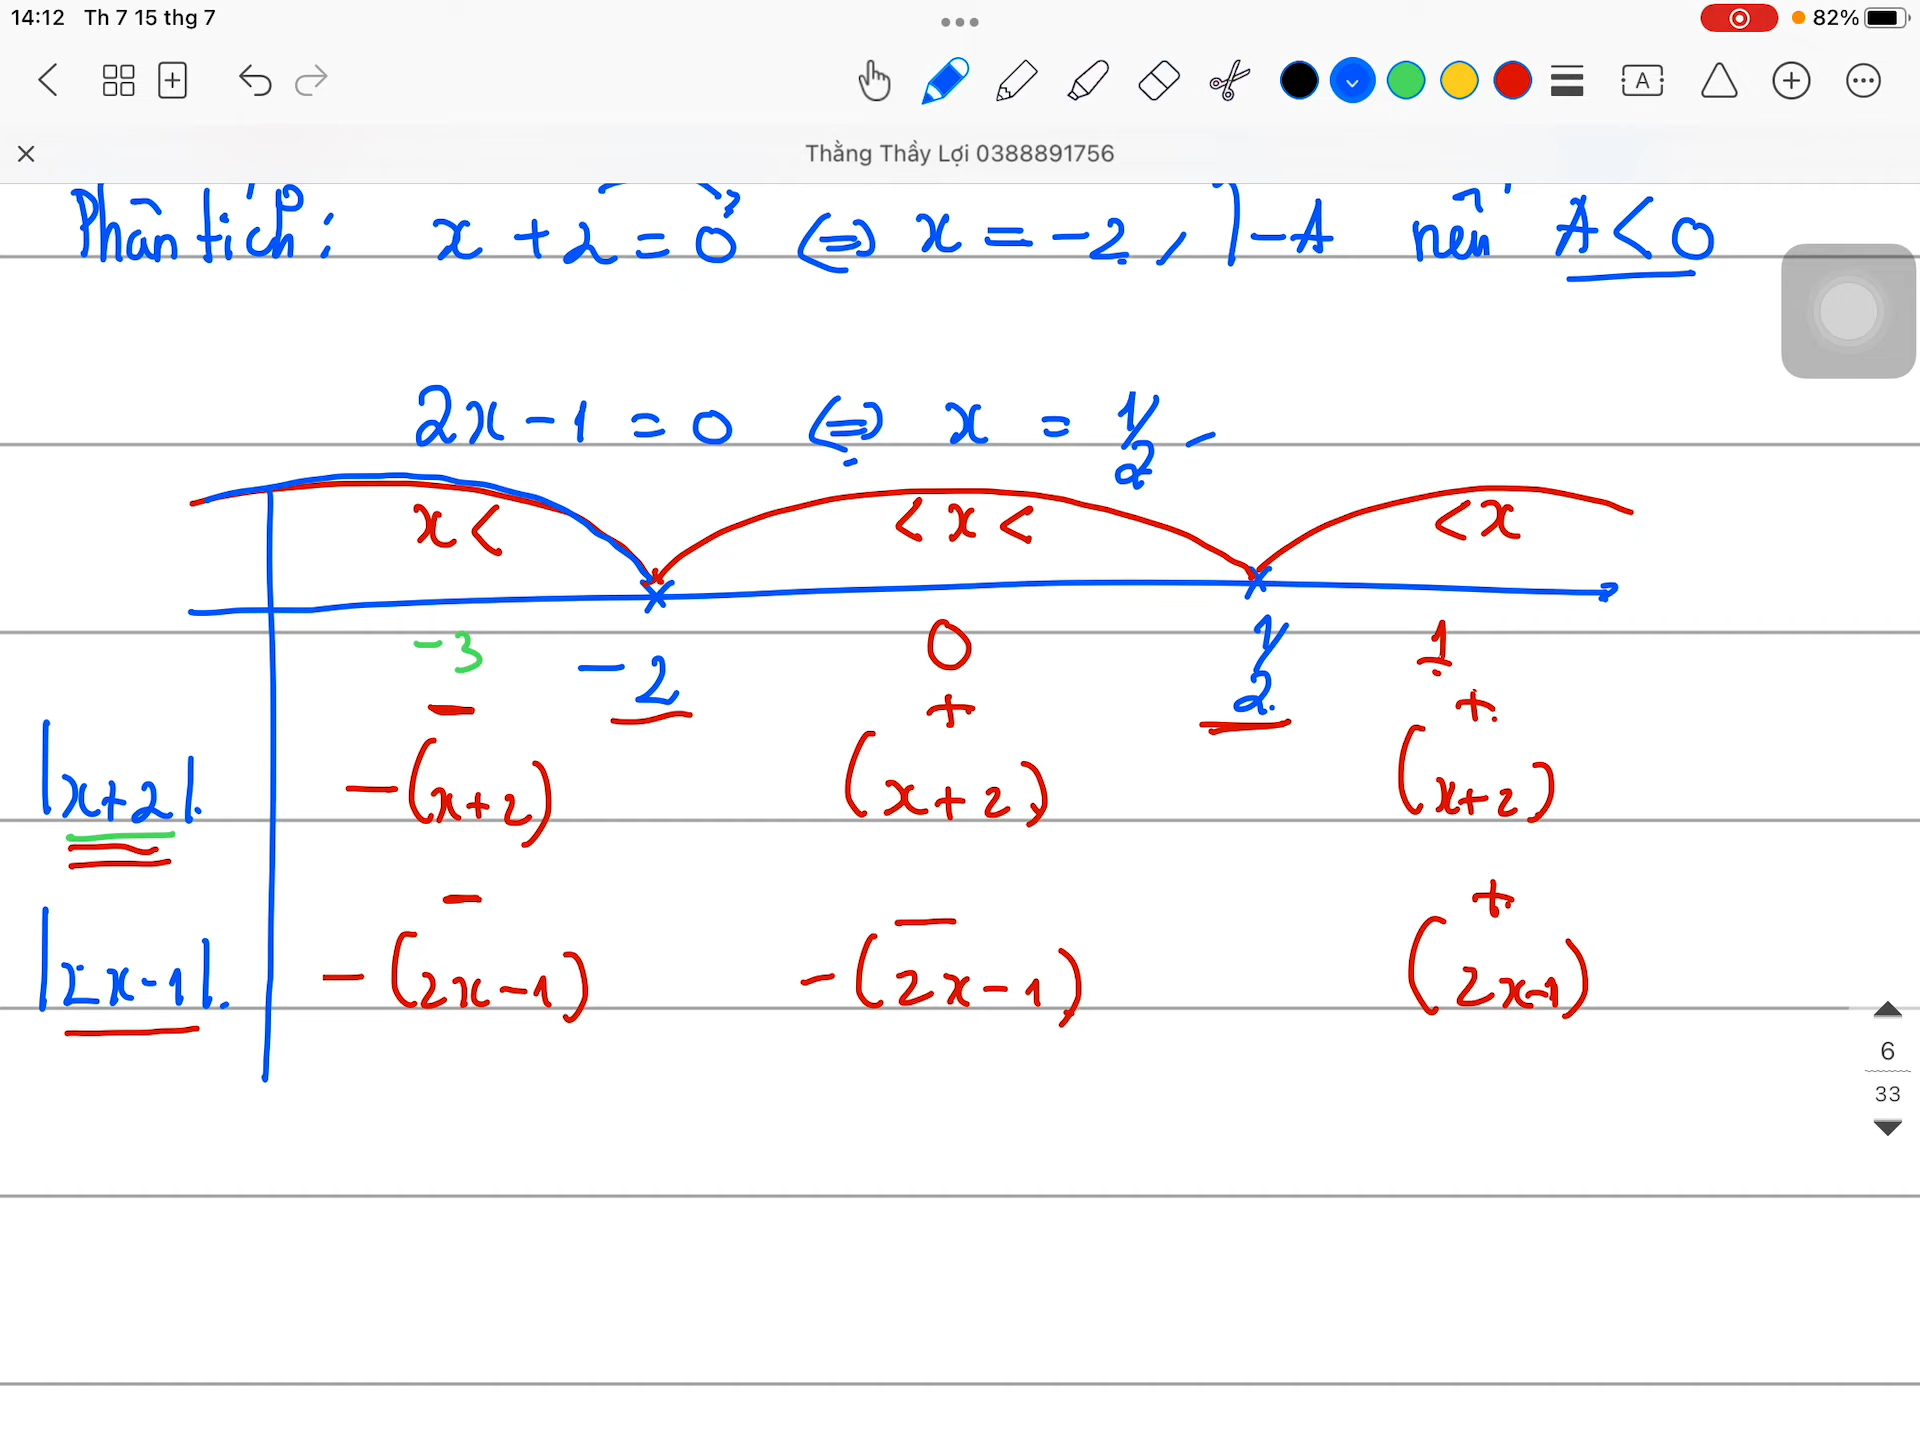 14:12 Th 7 15 thg 7 82%
A
Thằng Thầy Lợi 0388891756
Phân tích: x + 2 = 0 ⇔ x = -2, -A nếu A < 0
2x - 1 = 0 ⇔ x = 1/2
x < < x < < x
-3 -2 0 1/2 1
- + +
|x+2| -(x+2) (x+2) (x+2)
- - +
|2x-1| -(2x-1) -(2x-1) (2x-1)
6
33